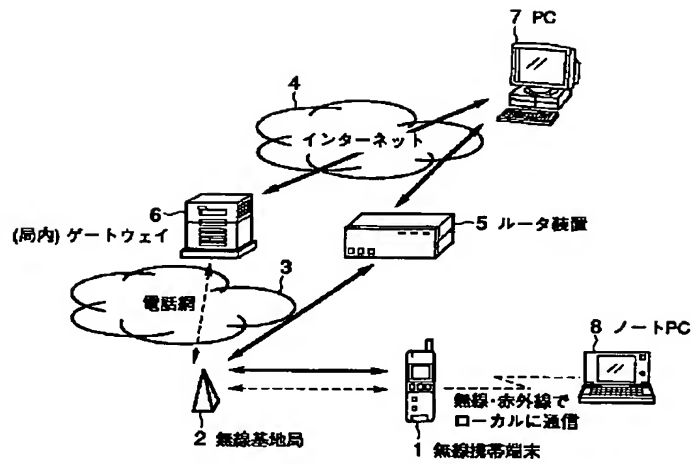 7 PC
4
インターネット
6
(局内) ゲートウェイ
5 ルータ装置
3
電話網
8 ノートPC
無線・赤外線で
ローカルに通信
2 無線基地局
1 無線携帯端末